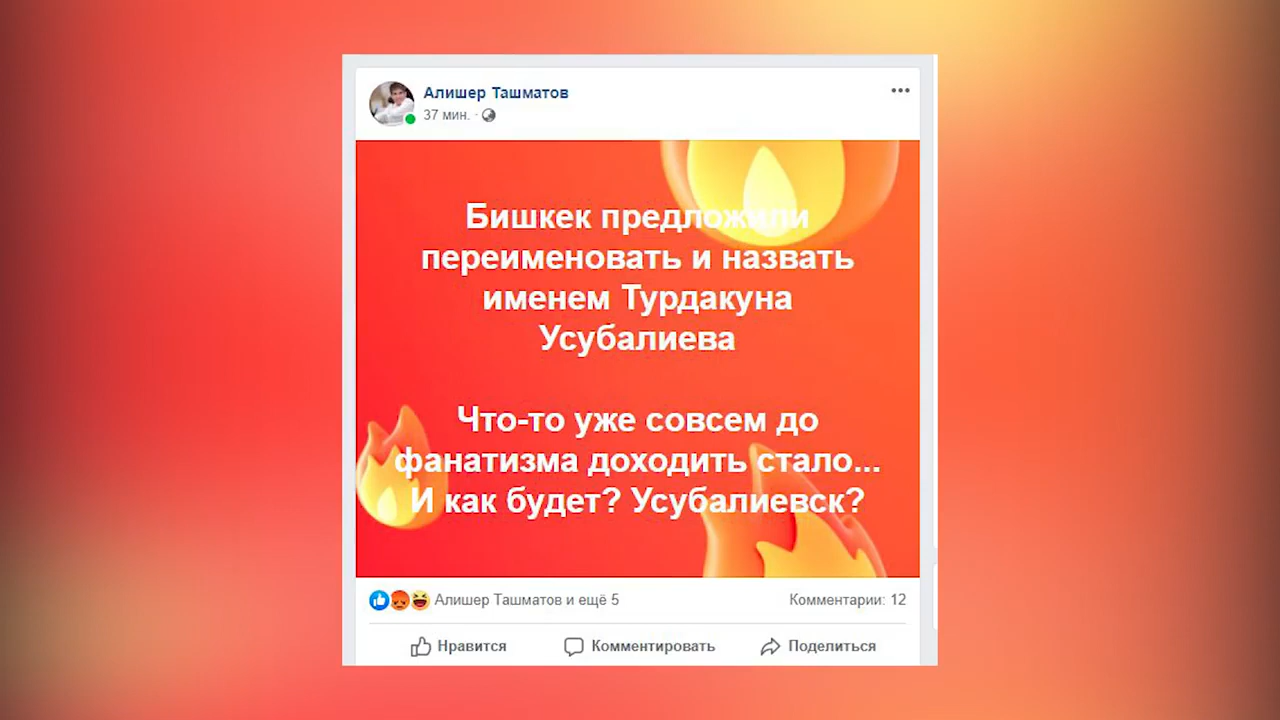 Алишер Ташматов
37 мин. ·
Бишкек предложили
переименовать и назвать
именем Турдакуна
Усубалиева
Что-то уже совсем до
фанатизма доходить стало...
И как будет? Усубалиевск?
Алишер Ташматов и ещё 5
Комментарии: 12
Нравится
Комментировать
Поделиться